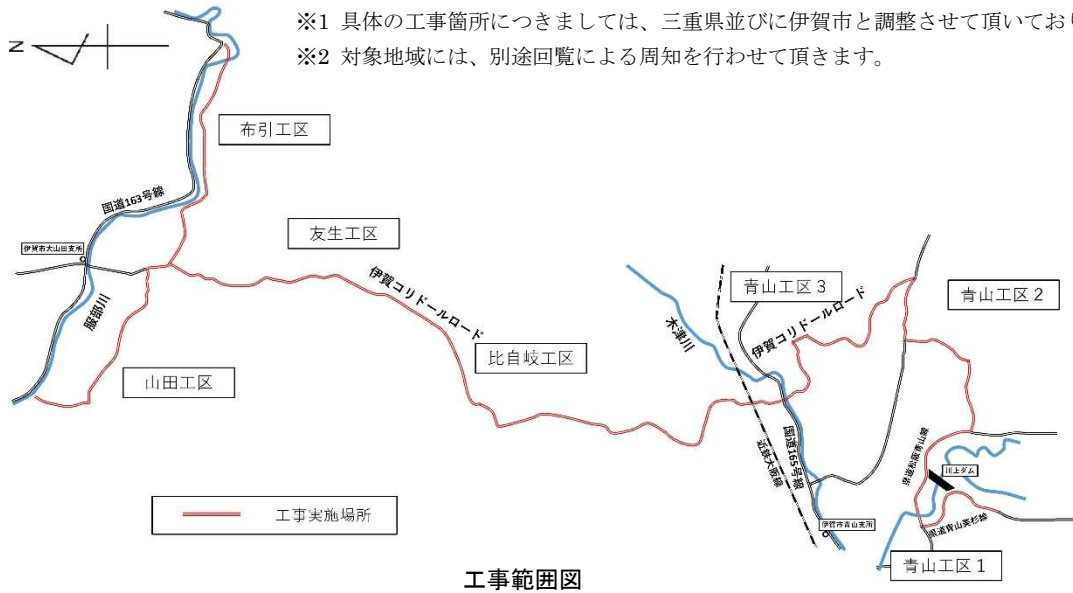 ※1 具体の工事箇所につきましては、三重県並びに伊賀市と調整させて頂いており
※2 対象地域には、別途回覧による周知を行わせて頂きます。
N
布引工区
国道163号線
伊賀市大山田支所
友生工区
伊賀コリドールロード
服部川
山田工区
比自岐工区
木津川
青山工区3
伊賀コリドールロード
青山工区2
国道165号線
近鉄大阪線
県道松阪青山線
川上ダム
伊賀市青山支所
県道青山美杉線
青山工区1
工事実施場所
工事範囲図